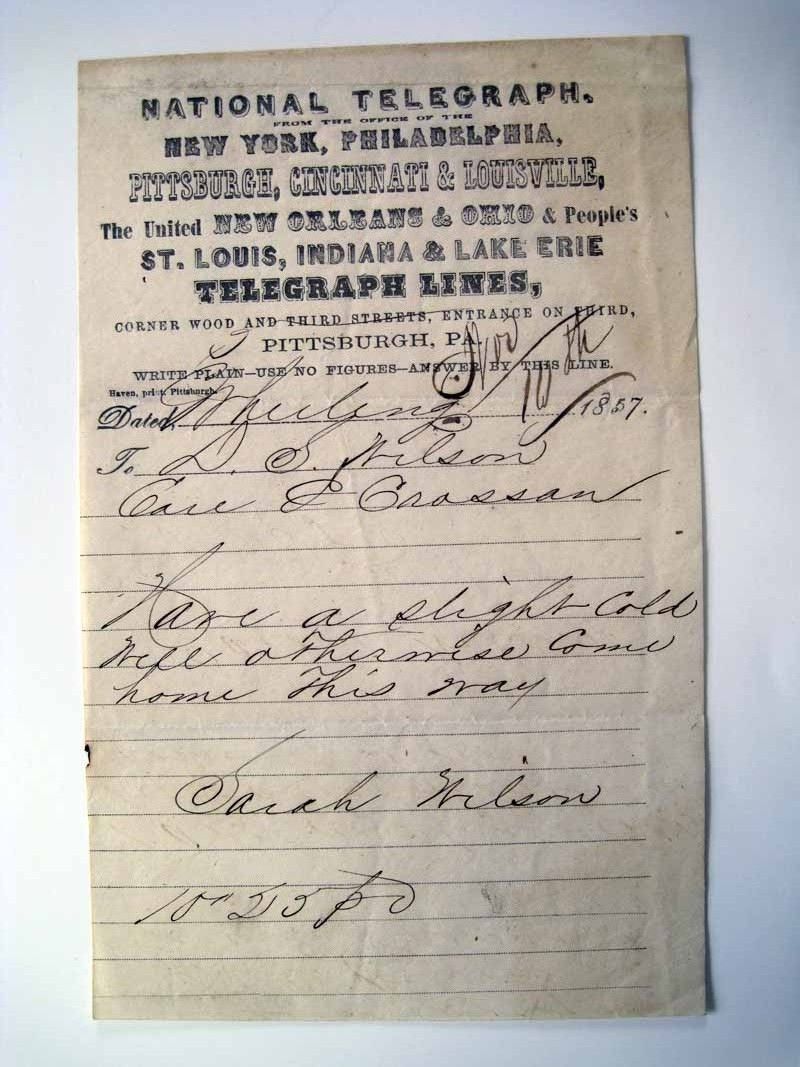 NATIONAL TELEGRAPH.
FROM THE OFFICE OF THE
NEW YORK, PHILADELPHIA,
PITTSBURGH, CINCINNATI & LOUISVILLE,
The United NEW ORLEANS & OHIO & People's
ST. LOUIS, INDIANA & LAKE ERIE
TELEGRAPH LINES,
CORNER WOOD AND THIRD STREETS, ENTRANCE ON THIRD,
PITTSBURGH, PA.
WRITE PLAIN—USE NO FIGURES—ANSWER BY THIS LINE.
Haven, print. Pittsburgh.
Dated, Wheeling Nov 10th 1857.
To D. S. Wilson
Care J Crossan
Have a slight cold
Well otherwise Come
home this way
Sarah Wilson
10" 25 pd